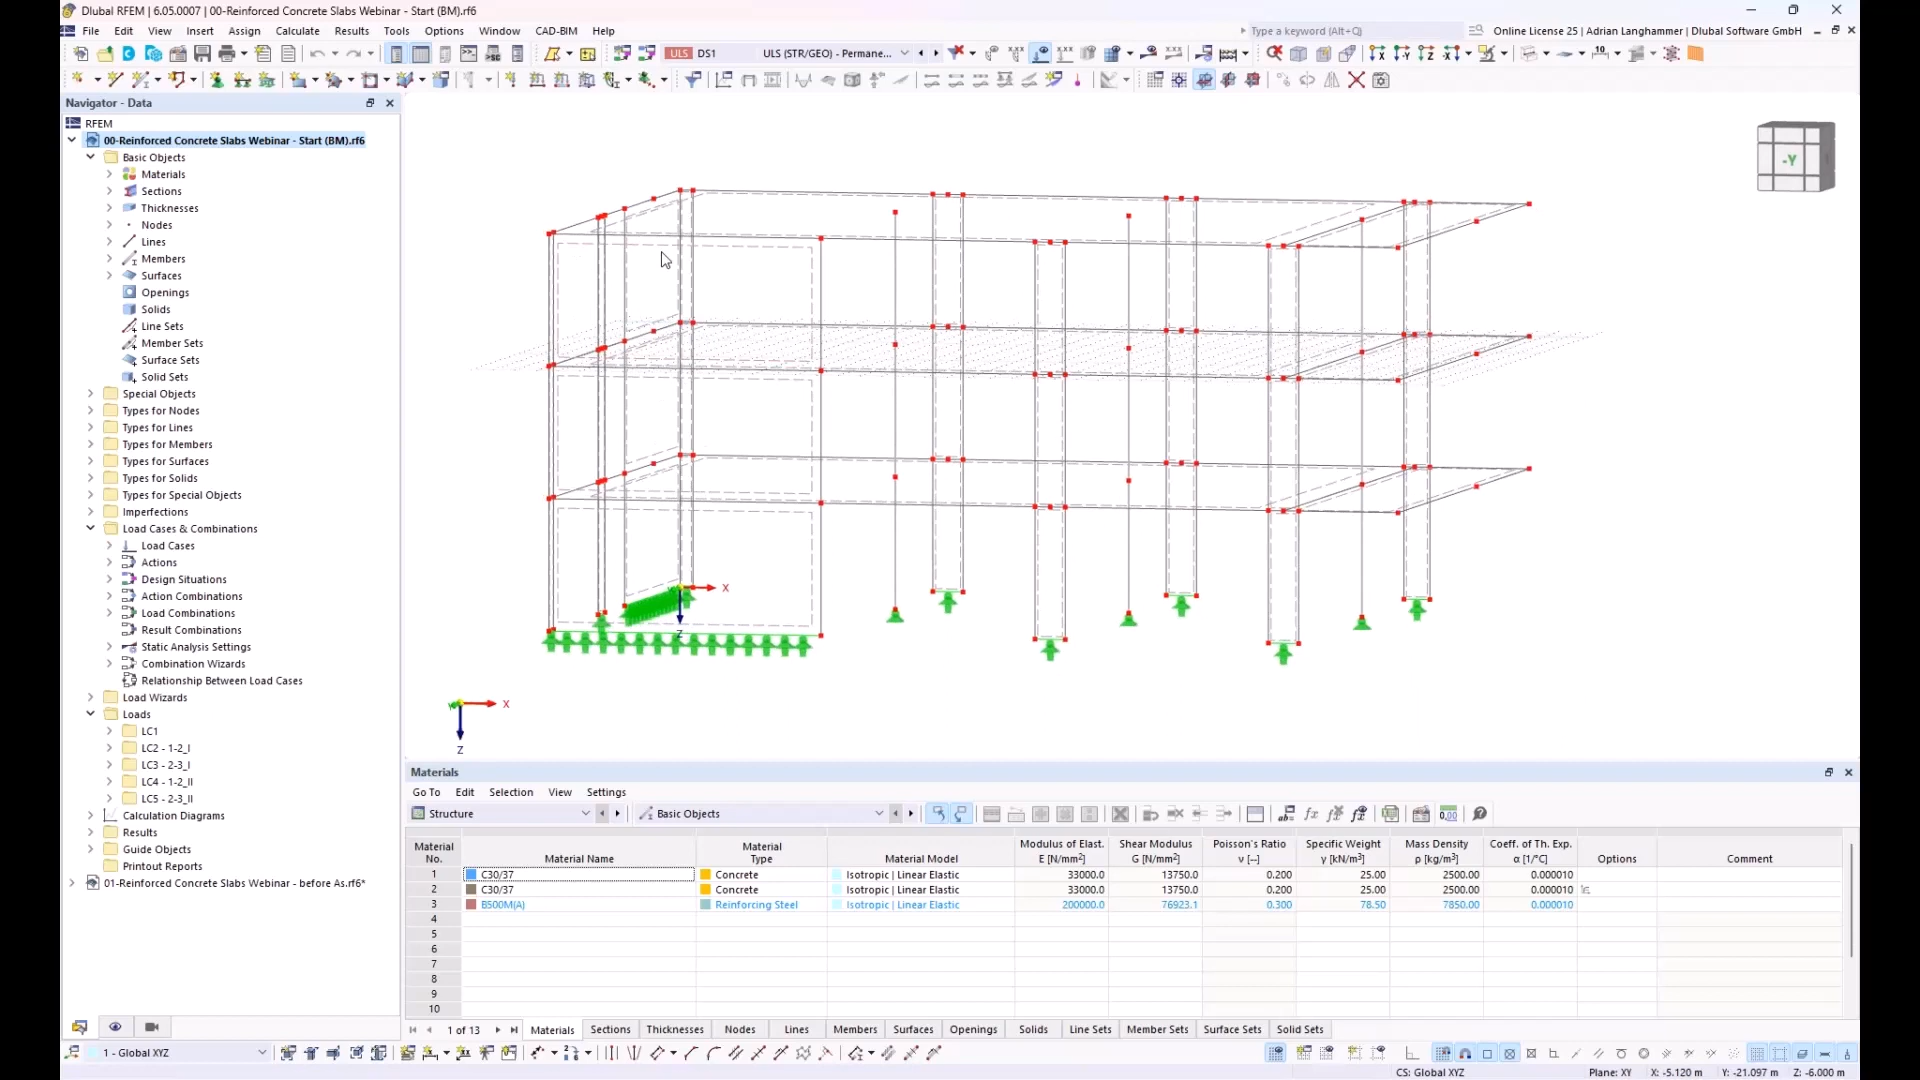 Dlubal RFEM | 6.05.0007 | 00-Reinforced Concrete Slabs Webinar - Start (BM).rf6
File Edit View Insert Assign Calculate Results Tools Options Window CAD-BIM Help
Type a keyword (Alt+Q)
Online License 25 | Adrian Langhammer | Dlubal Software GmbH
ULS DS1 ULS (STR/GEO) - Permane...
Navigator - Data
RFEM
00-Reinforced Concrete Slabs Webinar - Start (BM).rf6
Basic Objects
Materials
Sections
Thicknesses
Nodes
Lines
Members
Surfaces
Openings
Solids
Line Sets
Member Sets
Surface Sets
Solid Sets
Special Objects
Types for Nodes
Types for Lines
Types for Members
Types for Surfaces
Types for Solids
Types for Special Objects
Imperfections
Load Cases & Combinations
Load Cases
Actions
Design Situations
Action Combinations
Load Combinations
Result Combinations
Static Analysis Settings
Combination Wizards
Relationship Between Load Cases
Load Wizards
Loads
LC1
LC2 - 1-2_I
LC3 - 2-3_I
LC4 - 1-2_II
LC5 - 2-3_II
Calculation Diagrams
Results
Guide Objects
Printout Reports
01-Reinforced Concrete Slabs Webinar - before As.rf6*
-Y
X
Z
X
Z
Materials
Go To Edit Selection View Settings
Structure Basic Objects
Material No. Material Name Material Type Material Model Modulus of Elast. E [N/mm²] Shear Modulus G [N/mm²] Poisson's Ratio ν [--] Specific Weight γ [kN/m³] Mass Density ρ [kg/m³] Coeff. of Th. Exp. α [1/°C] Options Comment
1 C30/37 Concrete Isotropic | Linear Elastic 33000.0 13750.0 0.200 25.00 2500.00 0.000010
2 C30/37 Concrete Isotropic | Linear Elastic 33000.0 13750.0 0.200 25.00 2500.00 0.000010
3 B500M(A) Reinforcing Steel Isotropic | Linear Elastic 200000.0 76923.1 0.300 78.50 7850.00 0.000010
4
5
6
7
8
9
10
1 of 13 Materials Sections Thicknesses Nodes Lines Members Surfaces Openings Solids Line Sets Member Sets Surface Sets Solid Sets
1 - Global XYZ
CS: Global XYZ Plane: XY X: -5.120 m Y: -21.097 m Z: -6.000 m